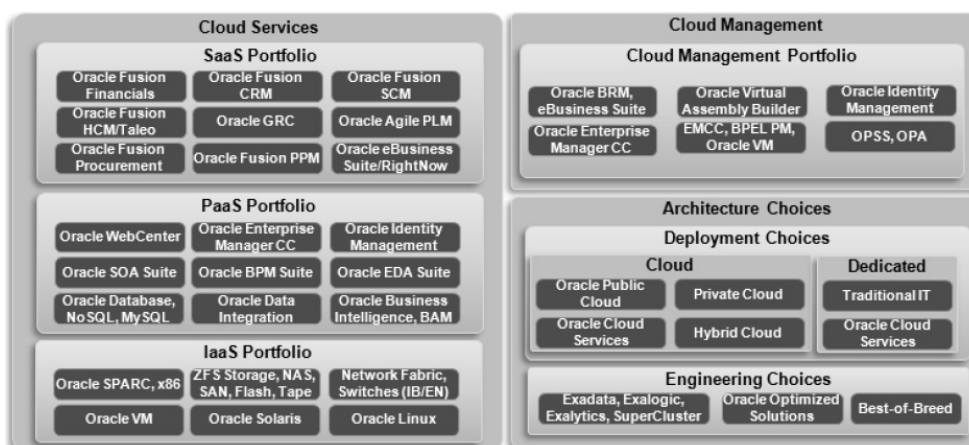 Cloud Services
SaaS Portfolio
Oracle Fusion
Financials
Oracle Fusion
CRM
Oracle Fusion
SCM
Oracle Fusion
HCM/Taleo
Oracle GRC
Oracle Agile PLM
Oracle Fusion
Procurement
Oracle Fusion PPM
Oracle eBusiness
Suite/RightNow
PaaS Portfolio
Oracle WebCenter
Oracle Enterprise
Manager CC
Oracle Identity
Management
Oracle SOA Suite
Oracle BPM Suite
Oracle EDA Suite
Oracle Database,
NoSQL, MySQL
Oracle Data
Integration
Oracle Business
Intelligence, BAM
IaaS Portfolio
Oracle SPARC, x86
ZFS Storage, NAS,
SAN, Flash, Tape
Network Fabric,
Switches (IB/EN)
Oracle VM
Oracle Solaris
Oracle Linux
Cloud Management
Cloud Management Portfolio
Oracle BRM,
eBusiness Suite
Oracle Virtual
Assembly Builder
Oracle Identity
Management
Oracle Enterprise
Manager CC
EMCC, BPEL PM,
Oracle VM
OPSS, OPA
Architecture Choices
Deployment Choices
Cloud
Oracle Public
Cloud
Private Cloud
Oracle Cloud
Services
Hybrid Cloud
Dedicated
Traditional IT
Oracle Cloud
Services
Engineering Choices
Exadata, Exalogic,
Exalytics, SuperCluster
Oracle Optimized
Solutions
Best-of-Breed